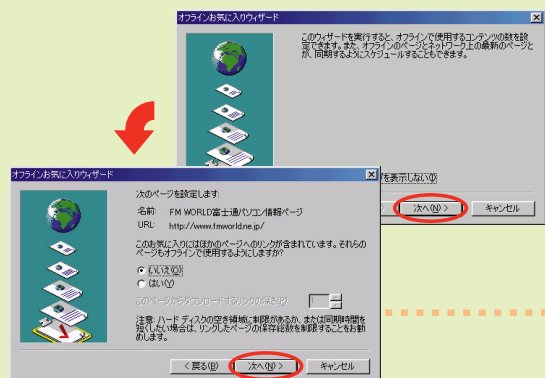 オフラインお気に入りウィザード
このウィザードを実行すると、オフラインで使用するコンテンツの数を設
定できます。また、オフラインのページとネットワーク上の最新のページと
が、同期するようにスケジュールすることもできます。
を表示しない(D)
次へ(N) >
キャンセル
オフラインお気に入りウィザード
次のページを設定します:
名前: FM WORLD富士通パソコン情報ページ
URL: http://www.fmworld.ne.jp/
このお気に入りにはほかのページへのリンクが含まれています。それらの
ページもオフラインで使用するようにしますか?
いいえ(O)
はい(Y)
このページからダウンロードするリンクの深さ(P):
1
注意: ハード ディスクの空き領域に制限があるか、または同期時間を
短くしたい場合は、リンクしたページの保存総数を制限することをお勧
めします。
< 戻る(B)
次へ(N) >
キャンセル